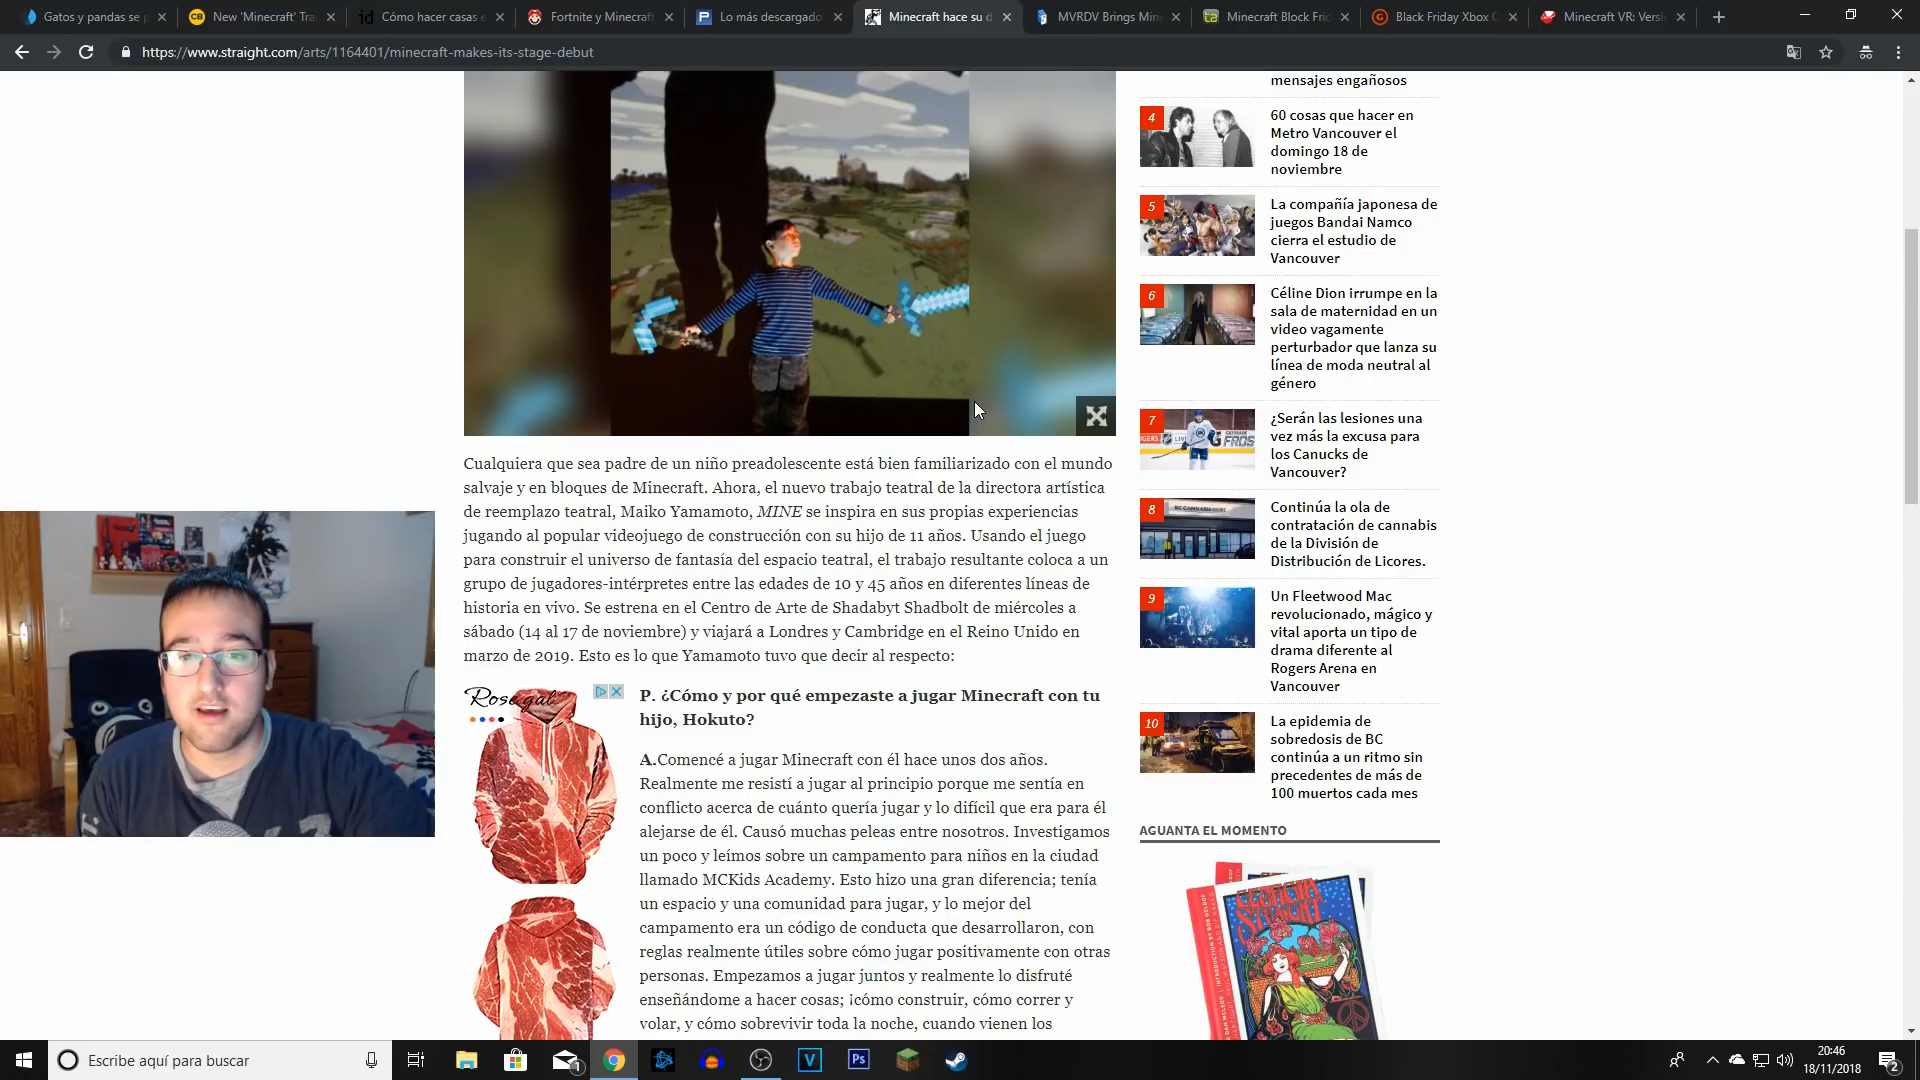 Gatos y pandas se p
New 'Minecraft' Tra
Cómo hacer casas e
Fortnite y Minecraft
Lo más descargado
Minecraft hace su d
MVRDV Brings Mine
Minecraft Block Frid
Black Friday Xbox O
Minecraft VR: Versi
https://www.straight.com/arts/1164401/minecraft-makes-its-stage-debut
mensajes engañosos
4
60 cosas que hacer en
Metro Vancouver el
domingo 18 de
noviembre
5
La compañía japonesa de
juegos Bandai Namco
cierra el estudio de
Vancouver
6
Céline Dion irrumpe en la
sala de maternidad en un
video vagamente
perturbador que lanza su
línea de moda neutral al
género
7
¿Serán las lesiones una
vez más la excusa para
los Canucks de
Vancouver?
8
Continúa la ola de
contratación de cannabis
de la División de
Distribución de Licores.
9
Un Fleetwood Mac
revolucionado, mágico y
vital aporta un tipo de
drama diferente al
Rogers Arena en
Vancouver
10
La epidemia de
sobredosis de BC
continúa a un ritmo sin
precedentes de más de
100 muertos cada mes
AGUANTA EL MOMENTO
Cualquiera que sea padre de un niño preadolescente está bien familiarizado con el mundo
salvaje y en bloques de Minecraft. Ahora, el nuevo trabajo teatral de la directora artística
de reemplazo teatral, Maiko Yamamoto, MINE se inspira en sus propias experiencias
jugando al popular videojuego de construcción con su hijo de 11 años. Usando el juego
para construir el universo de fantasía del espacio teatral, el trabajo resultante coloca a un
grupo de jugadores-intérpretes entre las edades de 10 y 45 años en diferentes líneas de
historia en vivo. Se estrena en el Centro de Arte de Shadabyt Shadbolt de miércoles a
sábado (14 al 17 de noviembre) y viajará a Londres y Cambridge en el Reino Unido en
marzo de 2019. Esto es lo que Yamamoto tuvo que decir al respecto:
Rosegal
P. ¿Cómo y por qué empezaste a jugar Minecraft con tu
hijo, Hokuto?
A.Comencé a jugar Minecraft con él hace unos dos años.
Realmente me resistí a jugar al principio porque me sentía en
conflicto acerca de cuánto quería jugar y lo difícil que era para él
alejarse de él. Causó muchas peleas entre nosotros. Investigamos
un poco y leímos sobre un campamento para niños en la ciudad
llamado MCKids Academy. Esto hizo una gran diferencia; tenía
un espacio y una comunidad para jugar, y lo mejor del
campamento era un código de conducta que desarrollaron, con
reglas realmente útiles sobre cómo jugar positivamente con otras
personas. Empezamos a jugar juntos y realmente lo disfruté
enseñándome a hacer cosas; ¡cómo construir, cómo correr y
volar, y cómo sobrevivir toda la noche, cuando vienen los
GEORGIA
STRAIGHT
Escribe aquí para buscar
1
V
Ps
20:46
18/11/2018
2